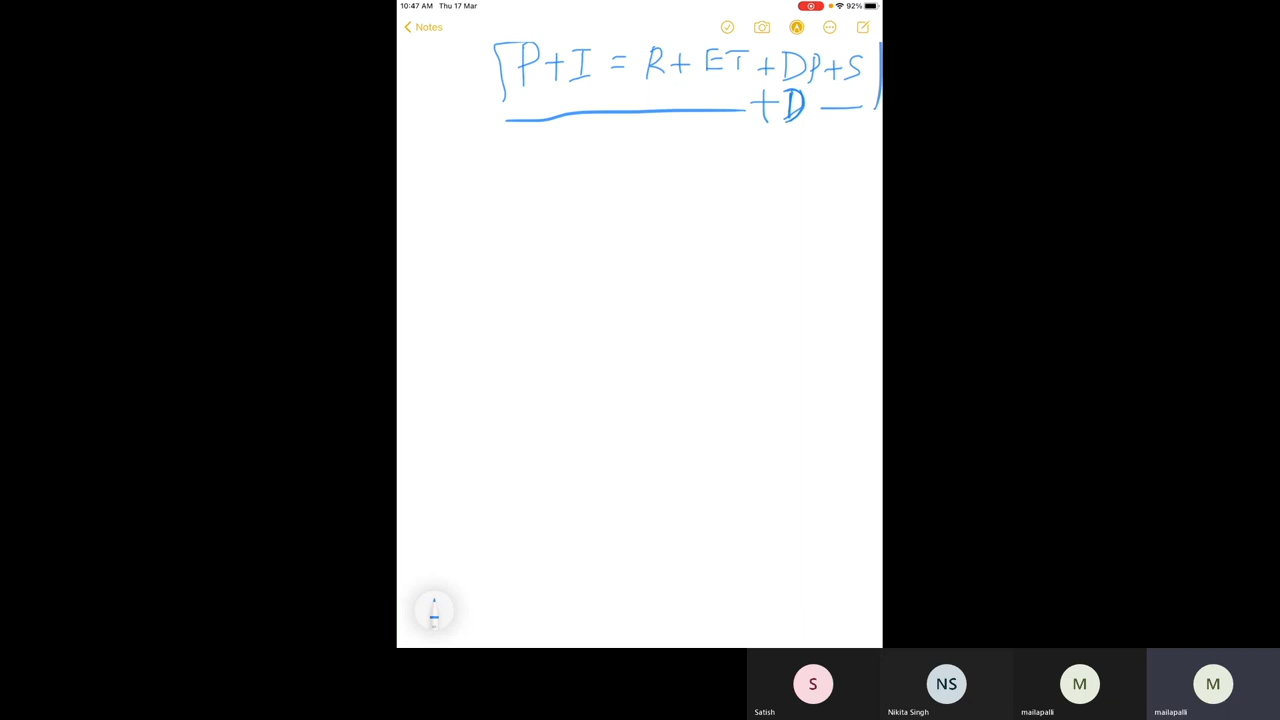 10:47 AM Thu 17 Mar
92%
Notes
P+I = R+ ET +DP+S
+D
S
NS
M
M
Satish
Nikita Singh
mailapalli
mailapalli